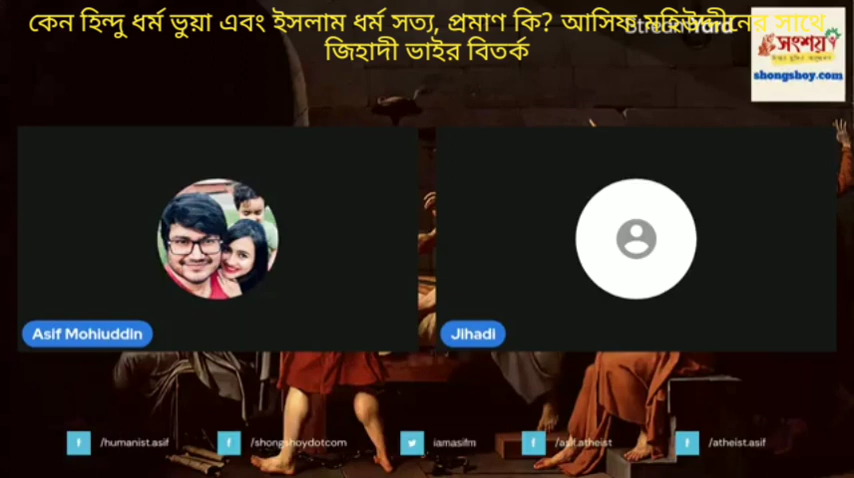 কেন হিন্দু ধর্ম ভুয়া এবং ইসলাম ধর্ম সত্য, প্রমাণ কি? আসিফ মহিউদ্দীনের সাথে
জিহাদী ভাইর বিতর্ক
StreamYard
সংশয়
shongshoy.com
Asif Mohiuddin
Jihadi
/humanist.asif
/shongshoydotcom
iamasifm
/asif.atheist
/atheist.asif